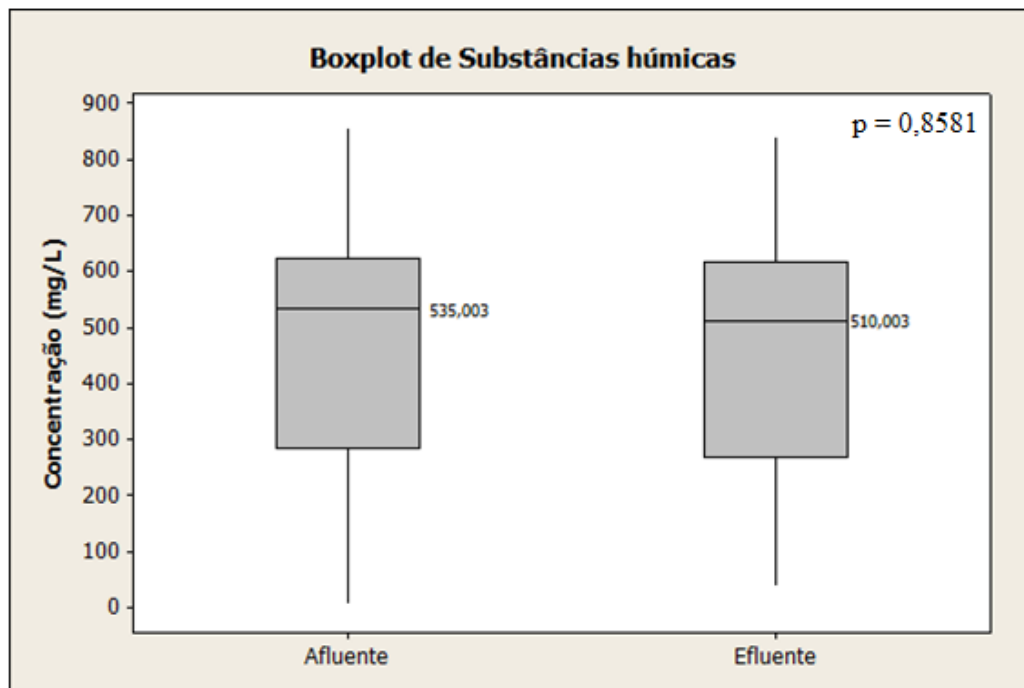 Boxplot de Substâncias húmicas
p = 0,8581
Concentração (mg/L)
900
800
700
600
500
400
300
200
100
0
535,003
510,003
Afluente
Efluente